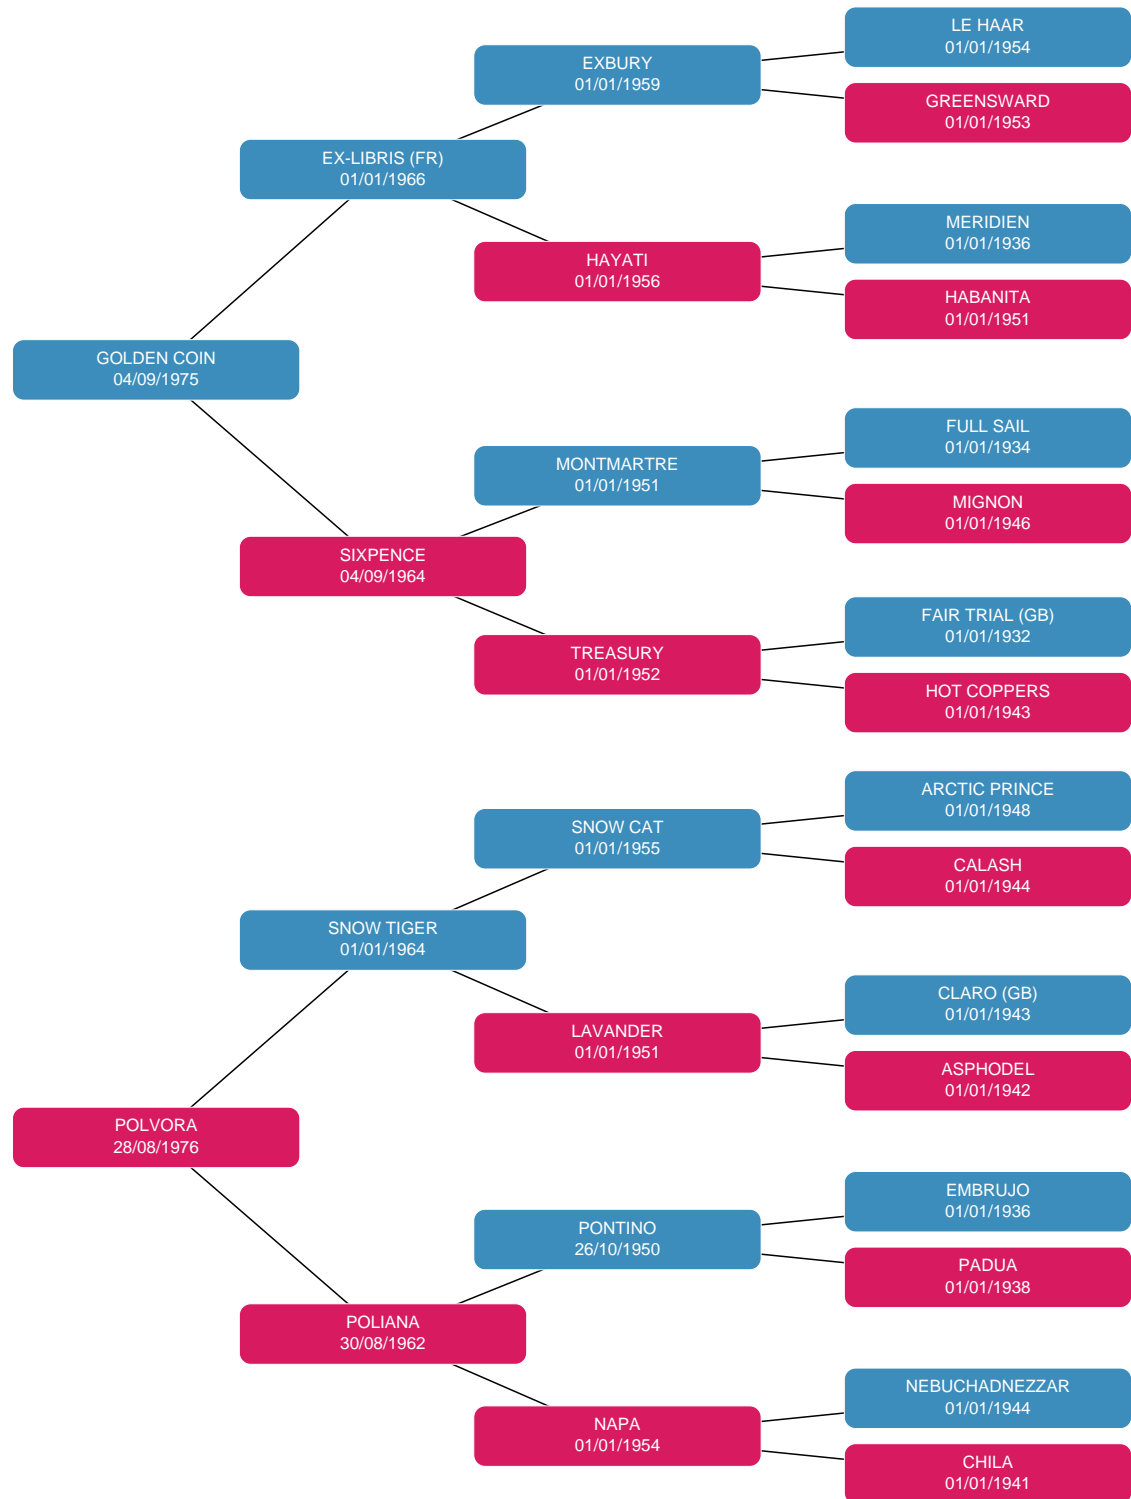 LE HAAR
01/01/1954
EXBURY
01/01/1959
GREENSWARD
01/01/1953
EX-LIBRIS (FR)
01/01/1966
MERIDIEN
01/01/1936
HAYATI
01/01/1956
HABANITA
01/01/1951
GOLDEN COIN
04/09/1975
FULL SAIL
01/01/1934
MONTMARTRE
01/01/1951
MIGNON
01/01/1946
SIXPENCE
04/09/1964
FAIR TRIAL (GB)
01/01/1932
TREASURY
01/01/1952
HOT COPPERS
01/01/1943
ARCTIC PRINCE
01/01/1948
SNOW CAT
01/01/1955
CALASH
01/01/1944
SNOW TIGER
01/01/1964
CLARO (GB)
01/01/1943
LAVANDER
01/01/1951
ASPHODEL
01/01/1942
POLVORA
28/08/1976
EMBRUJO
01/01/1936
PONTINO
26/10/1950
PADUA
01/01/1938
POLIANA
30/08/1962
NEBUCHADNEZZAR
01/01/1944
NAPA
01/01/1954
CHILA
01/01/1941